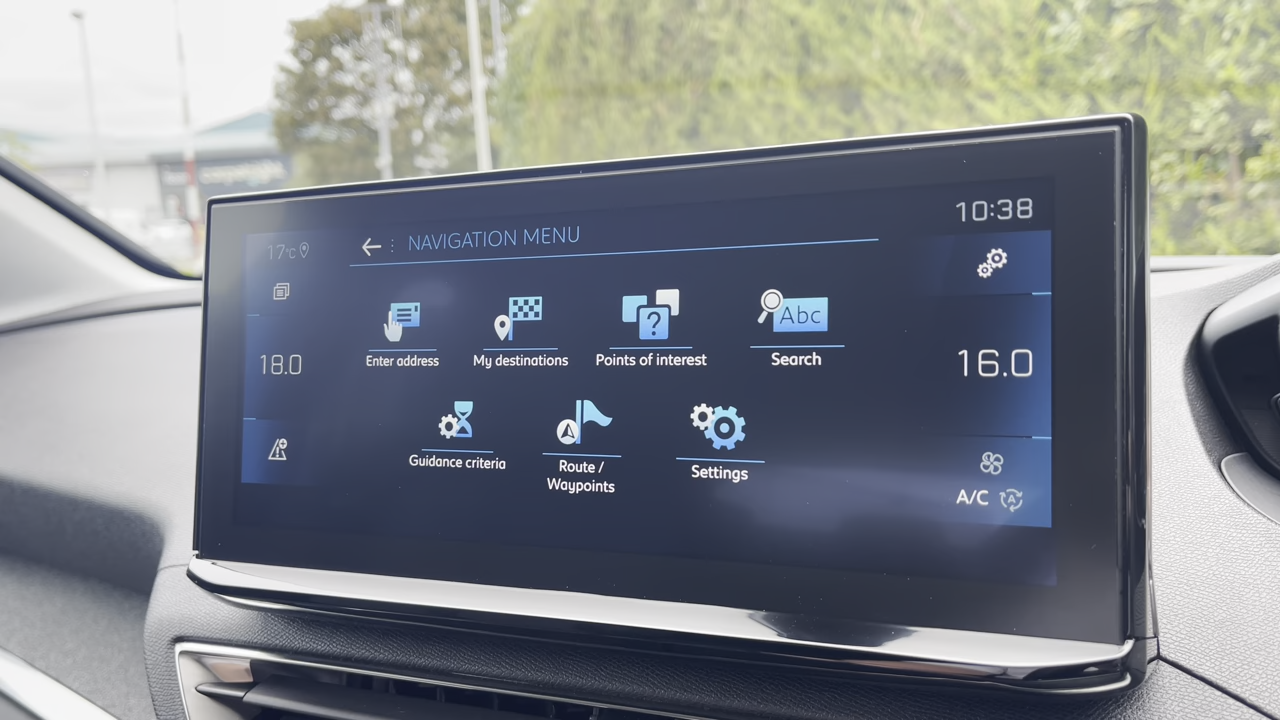 10:38
17°C
NAVIGATION MENU
Abc
Enter address
My destinations
?
Points of interest
Search
18.0
16.0
Guidance criteria
Route /
Waypoints
Settings
A/C
A